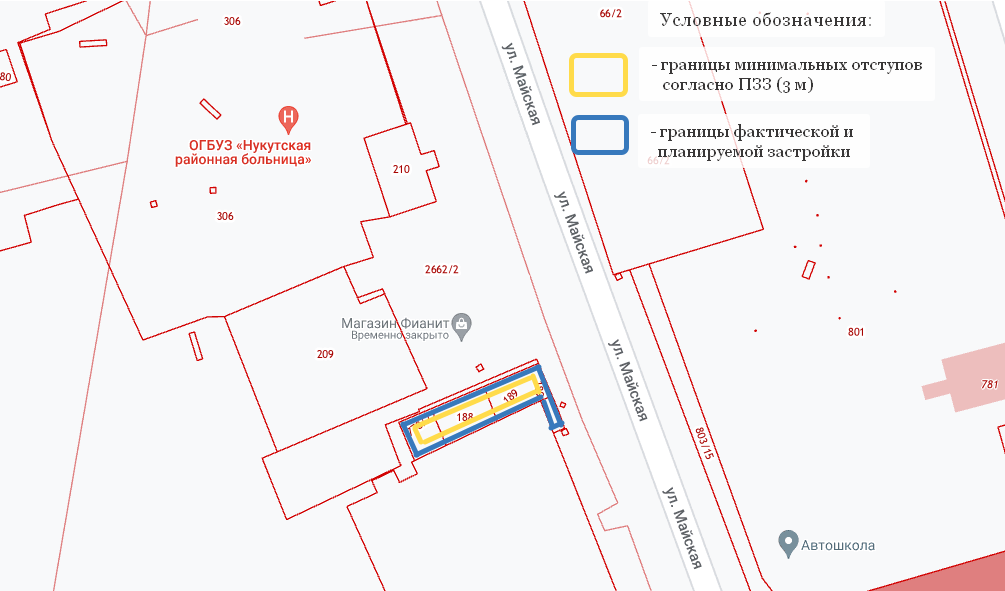 306
66/2
Условные обозначения:
80
ул. Майская
- границы минимальных отступов
согласно ПЗЗ (3 м)
ОГБУЗ «Нукутская
районная больница»
- границы фактической и
планируемой застройки
66/2
210
306
ул. Майская
2662/2
Магазин Фианит
Временно закрыто
209
801
ул. Майская
781
188
189
803/15
ул. Майская
Автошкола